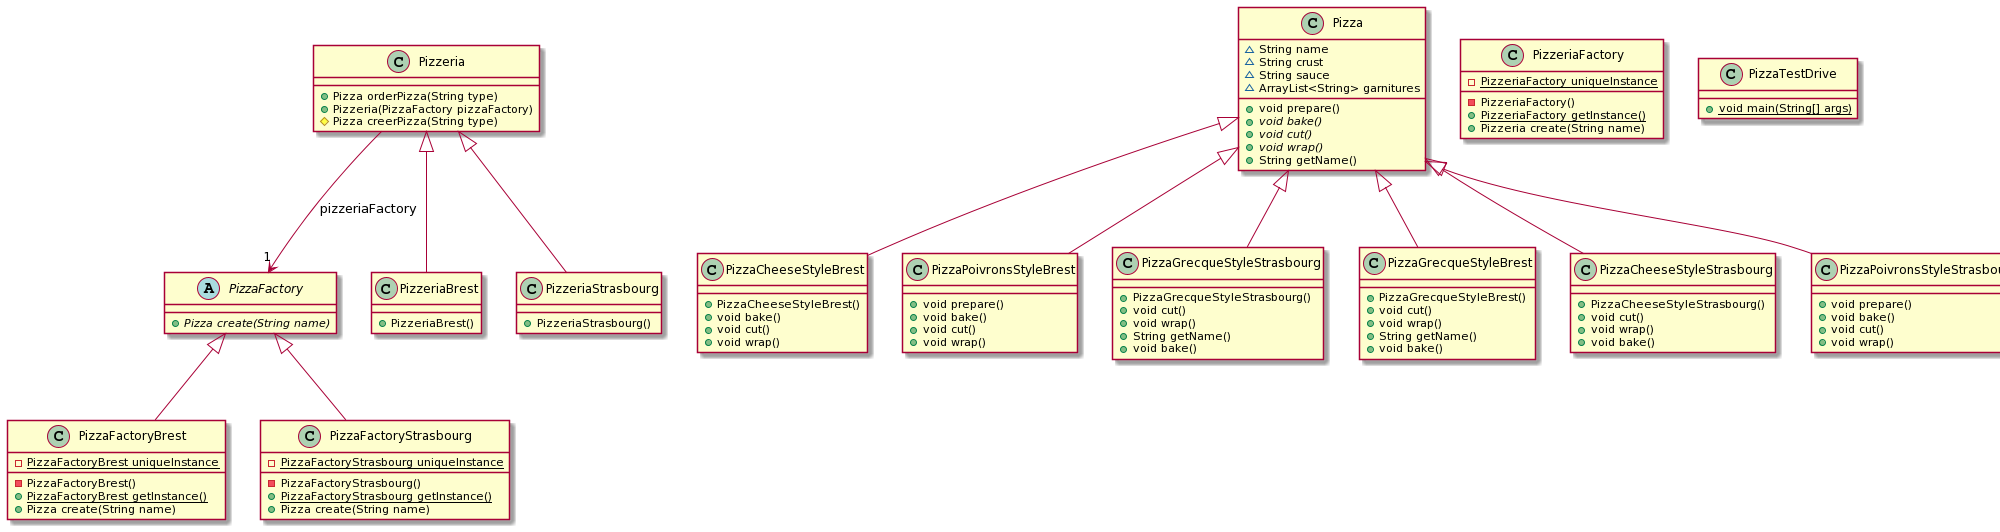 C Pizzeria
Pizza orderPizza(String type)
Pizzeria(PizzaFactory pizzaFactory)
Pizza creerPizza(String type)
C Pizza
String name
String crust
String sauce
ArrayList<String> garnitures
void prepare()
void bake()
void cut()
void wrap()
String getName()
C PizzeriaFactory
PizzeriaFactory uniqueInstance
PizzeriaFactory()
PizzeriaFactory getInstance()
Pizzeria create(String name)
C PizzaTestDrive
void main(String[] args)
pizzeriaFactory
1
A PizzaFactory
Pizza create(String name)
C PizzeriaBrest
PizzeriaBrest()
C PizzeriaStrasbourg
PizzeriaStrasbourg()
C PizzaCheeseStyleBrest
PizzaCheeseStyleBrest()
void bake()
void cut()
void wrap()
C PizzaPoivronsStyleBrest
void prepare()
void bake()
void cut()
void wrap()
C PizzaGrecqueStyleStrasbourg
PizzaGrecqueStyleStrasbourg()
void cut()
void wrap()
String getName()
void bake()
C PizzaGrecqueStyleBrest
PizzaGrecqueStyleBrest()
void cut()
void wrap()
String getName()
void bake()
C PizzaCheeseStyleStrasbourg
PizzaCheeseStyleStrasbourg()
void cut()
void wrap()
void bake()
C PizzaPoivronsStyleStrasbou
void prepare()
void bake()
void cut()
void wrap()
C PizzaFactoryBrest
PizzaFactoryBrest uniqueInstance
PizzaFactoryBrest()
PizzaFactoryBrest getInstance()
Pizza create(String name)
C PizzaFactoryStrasbourg
PizzaFactoryStrasbourg uniqueInstance
PizzaFactoryStrasbourg()
PizzaFactoryStrasbourg getInstance()
Pizza create(String name)